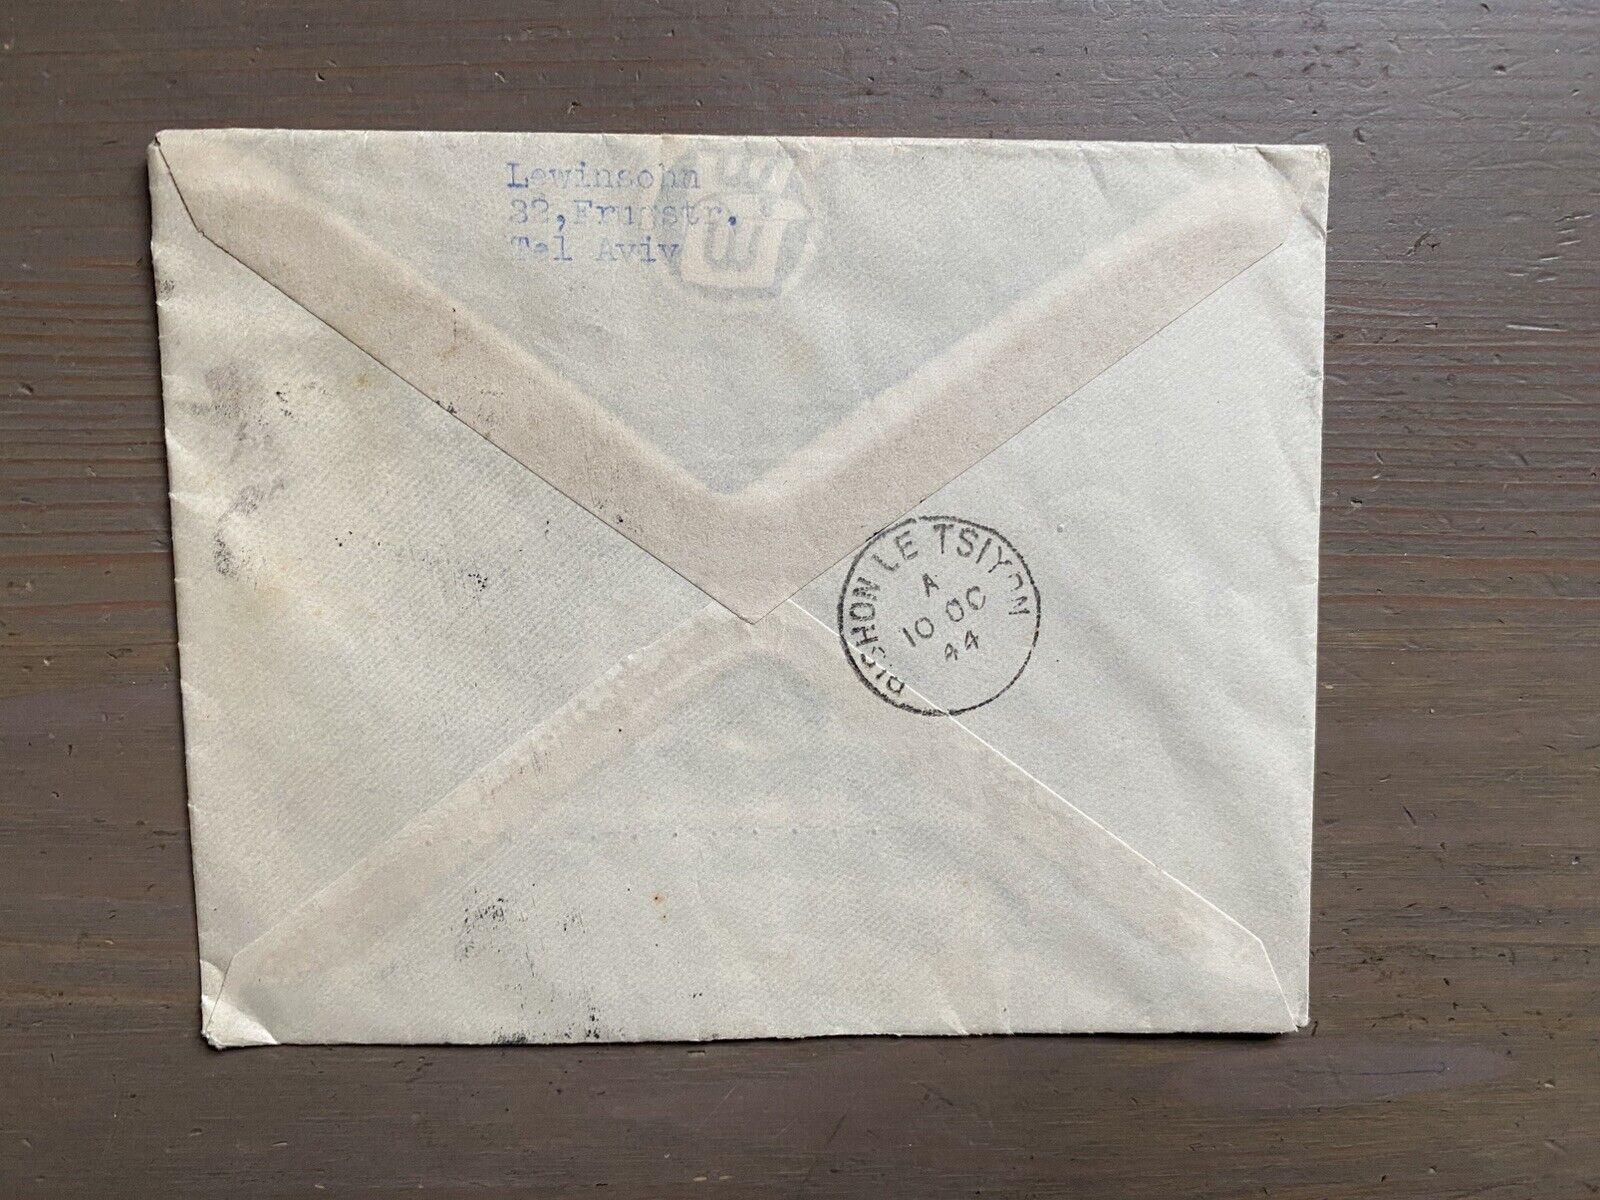 Lewinsohn
32,Frugstr.
Tel Aviv
RISHON LE TSIYON
A
10 OC
44